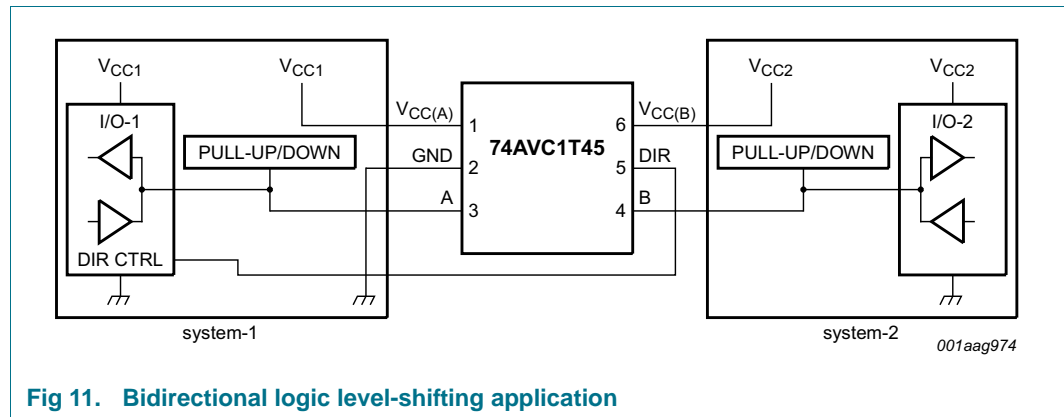 VCC1
VCC1
VCC2
VCC2
I/O-1
VCC(A)
VCC(B)
I/O-2
1
6
PULL-UP/DOWN
74AVC1T45
PULL-UP/DOWN
GND
DIR
2
5
A
B
3
4
DIR CTRL
system-1
system-2
001aag974
Fig 11. Bidirectional logic level-shifting application